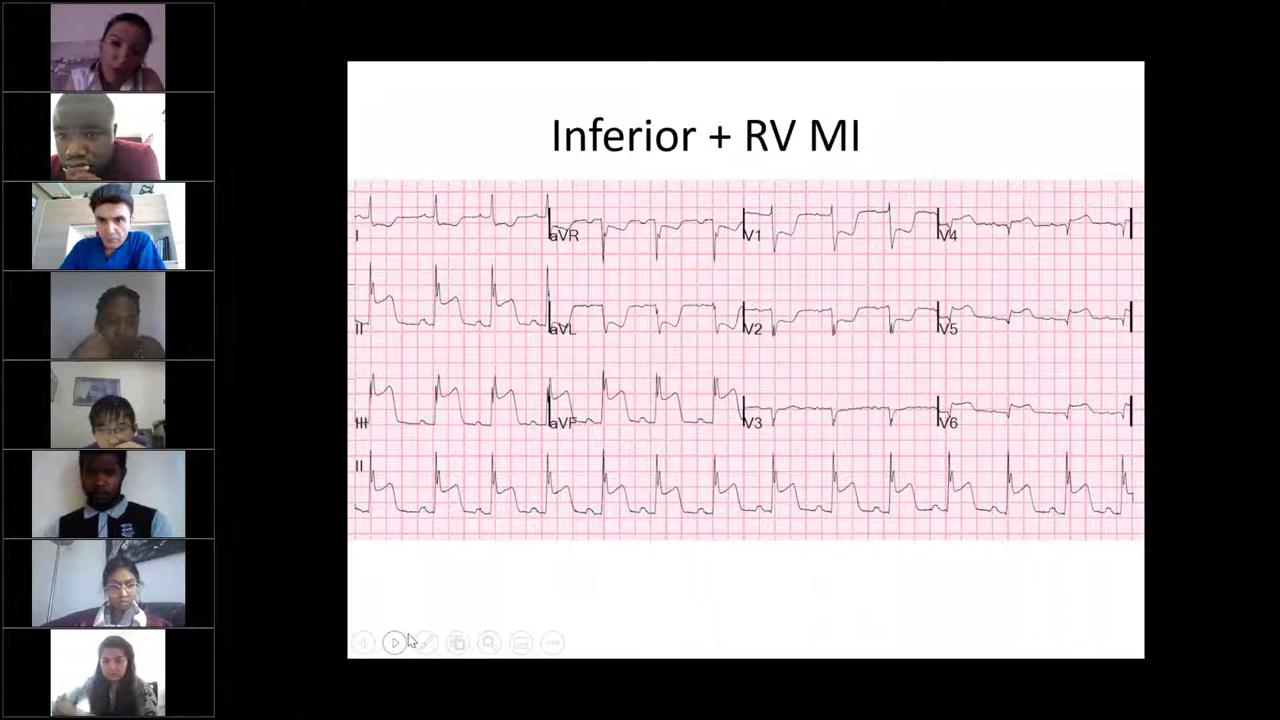 Inferior + RV MI
I aVR V1 V4
II aVL V2 V5
III aVF V3 V6
II